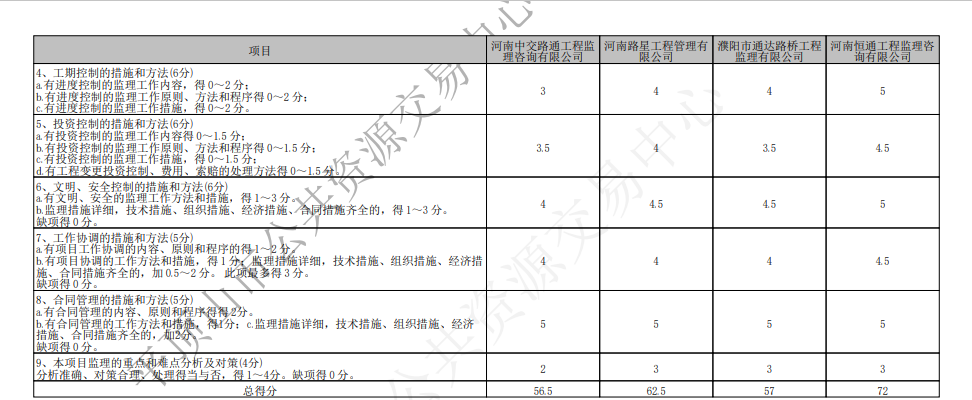 项目 河南中交路通工程监理咨询有限公司 河南路星工程管理有限公司 濮阳市通达路桥工程监理有限公司 河南恒通工程监理咨询有限公司
4、工期控制的措施和方法(6分)
a.有进度控制的监理工作内容，得0～2分；
b.有进度控制的监理工作原则、方法和程序得0～2分；
c.有进度控制的监理工作措施，得0～2分。
3 4 4 5
5、投资控制的措施和方法(6分)
a.有投资控制的监理工作内容得0～1.5分；
b.有投资控制的监理工作原则、方法和程序得0～1.5分；
c.有投资控制的监理工作措施，得0～1.5分；
d.有工程变更投资控制、费用、索赔的处理方法得0～1.5分。
3.5 4 3.5 4.5
6、文明、安全控制的措施和方法(6分)
a.有文明、安全的监理工作方法和措施，得1～3分。
b.监理措施详细，技术措施、组织措施、经济措施、合同措施齐全的，得1～3分。
缺项得0分。
4 4.5 4.5 5
7、工作协调的措施和方法(5分)
a.有项目工作协调的内容、原则和程序的得1～2分。
b.有项目协调的工作方法和措施，得1分；监理措施详细，技术措施、组织措施、经济措
施、合同措施齐全的，加0.5～2分。 此项最多得3分。
缺项得0分。
4 4 4 4.5
8、合同管理的措施和方法(5分)
a.有合同管理的内容、原则和程序得得2分。
b.有合同管理的工作方法和措施，得1分；c.监理措施详细，技术措施、组织措施、经济
措施、合同措施齐全的，加2分。
缺项得0分。
5 5 5 5
9、本项目监理的重点和难点分析及对策(4分)
分析准确、对策合理、处理得当与否，得1～4分。缺项得0分。
2 3 3 3
总得分 56.5 62.5 57 72
平顶山市公共资源交易中心
公共资源交易中心